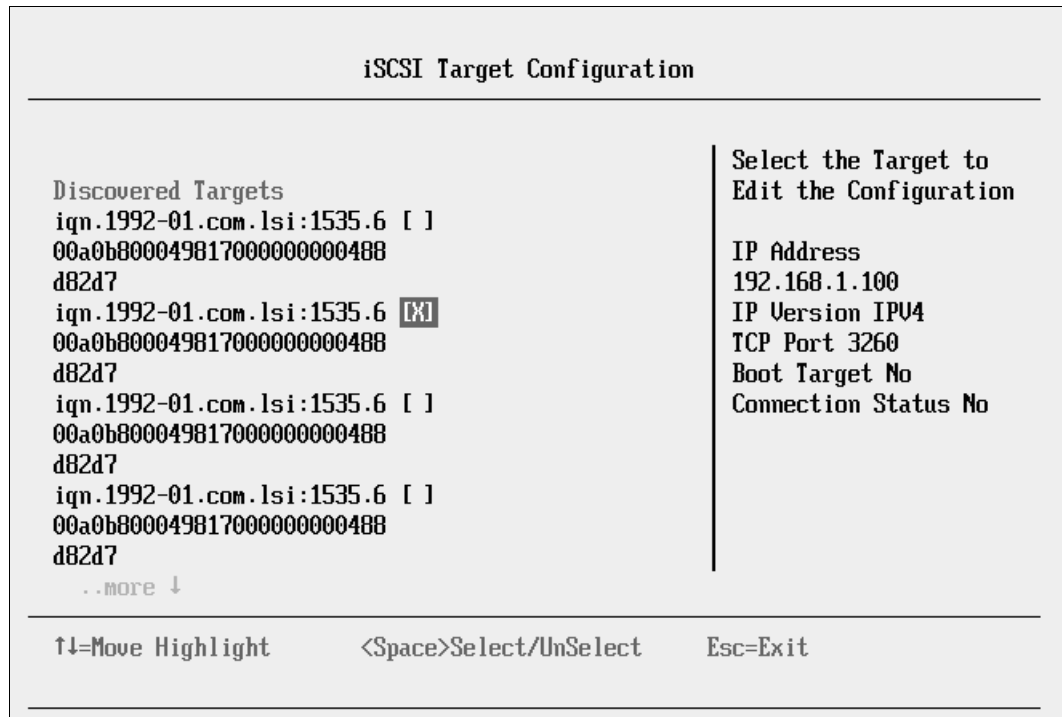 iSCSI Target Configuration
Discovered Targets
iqn.1992-01.com.lsi:1535.6 [ ]
00a0b80004981700000000488
d82d7
iqn.1992-01.com.lsi:1535.6 [X]
00a0b80004981700000000488
d82d7
iqn.1992-01.com.lsi:1535.6 [ ]
00a0b80004981700000000488
d82d7
iqn.1992-01.com.lsi:1535.6 [ ]
00a0b80004981700000000488
d82d7
..more ↓
Select the Target to
Edit the Configuration
IP Address
192.168.1.100
IP Version IPV4
TCP Port 3260
Boot Target No
Connection Status No
↑↓=Move Highlight <Space>Select/UnSelect Esc=Exit